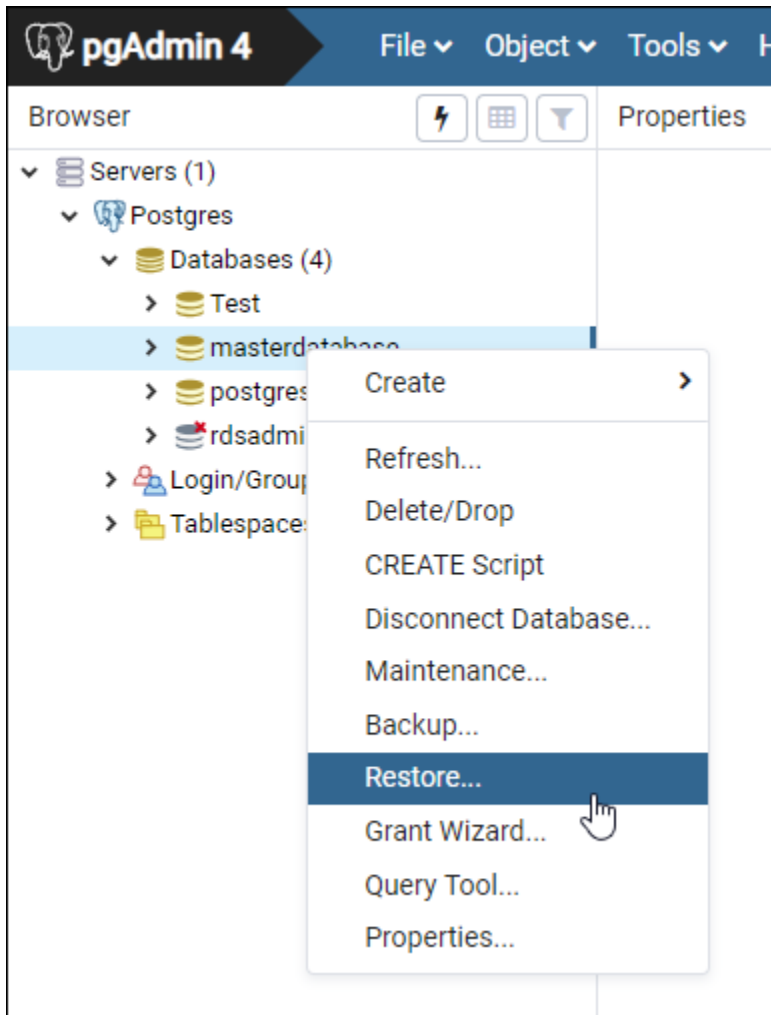 pgAdmin 4 File Object Tools
Browser Properties
Servers (1)
Postgres
Databases (4)
Test
masterdatabase
postgres
rdsadmi
Login/Group
Tablespaces
Create
Refresh...
Delete/Drop
CREATE Script
Disconnect Database...
Maintenance...
Backup...
Restore...
Grant Wizard...
Query Tool...
Properties...